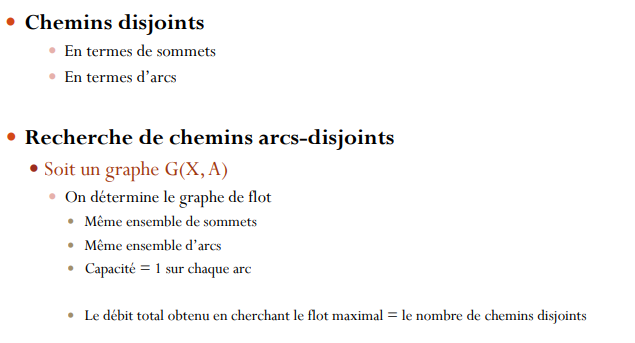 Chemins disjoints
En termes de sommets
En termes d’arcs
Recherche de chemins arcs-disjoints
Soit un graphe G(X, A)
On détermine le graphe de flot
Même ensemble de sommets
Même ensemble d’arcs
Capacité = 1 sur chaque arc
Le débit total obtenu en cherchant le flot maximal = le nombre de chemins disjoints